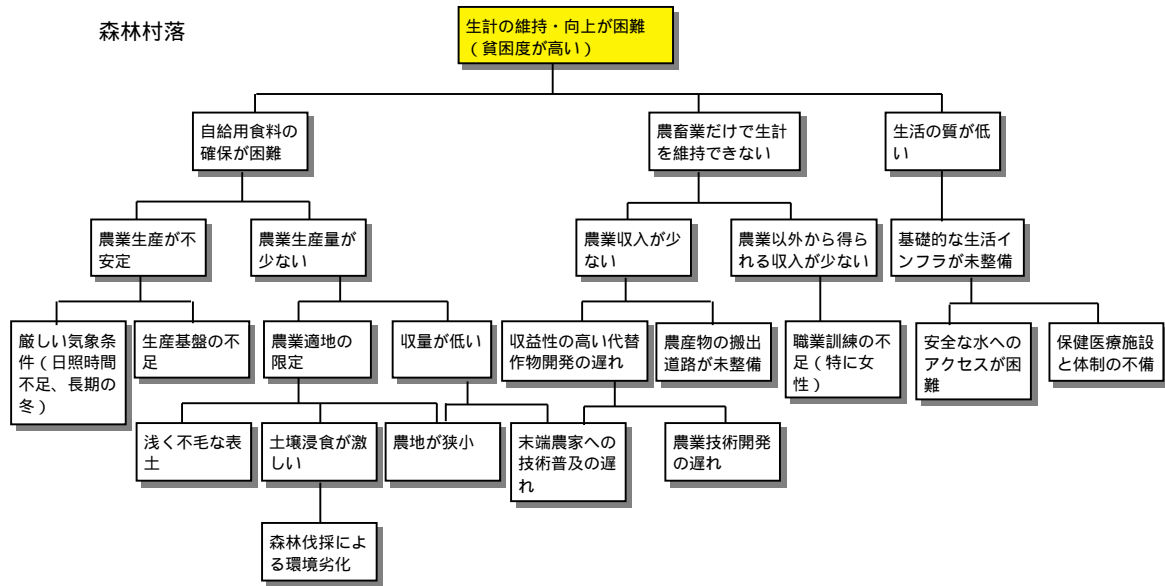 森林村落
生計の維持・向上が困難
（貧困度が高い）
自給用食料の
確保が困難
農畜業だけで生計
を維持できない
生活の質が低
い
農業生産が不
安定
農業生産量が
少ない
農業収入が少
ない
農業以外から得ら
れる収入が少ない
基礎的な生活イ
ンフラが未整備
厳しい気象条
件（日照時間
不足、長期の
冬）
生産基盤の不
足
農業適地の
限定
収量が低い
収益性の高い代替
作物開発の遅れ
農産物の搬出
道路が未整備
職業訓練の不
足（特に女
性）
安全な水への
アクセスが困
難
保健医療施設
と体制の不備
浅く不毛な表
土
土壌浸食が激
しい
農地が狭小
末端農家への
技術普及の遅
れ
農業技術開発
の遅れ
森林伐採によ
る環境劣化